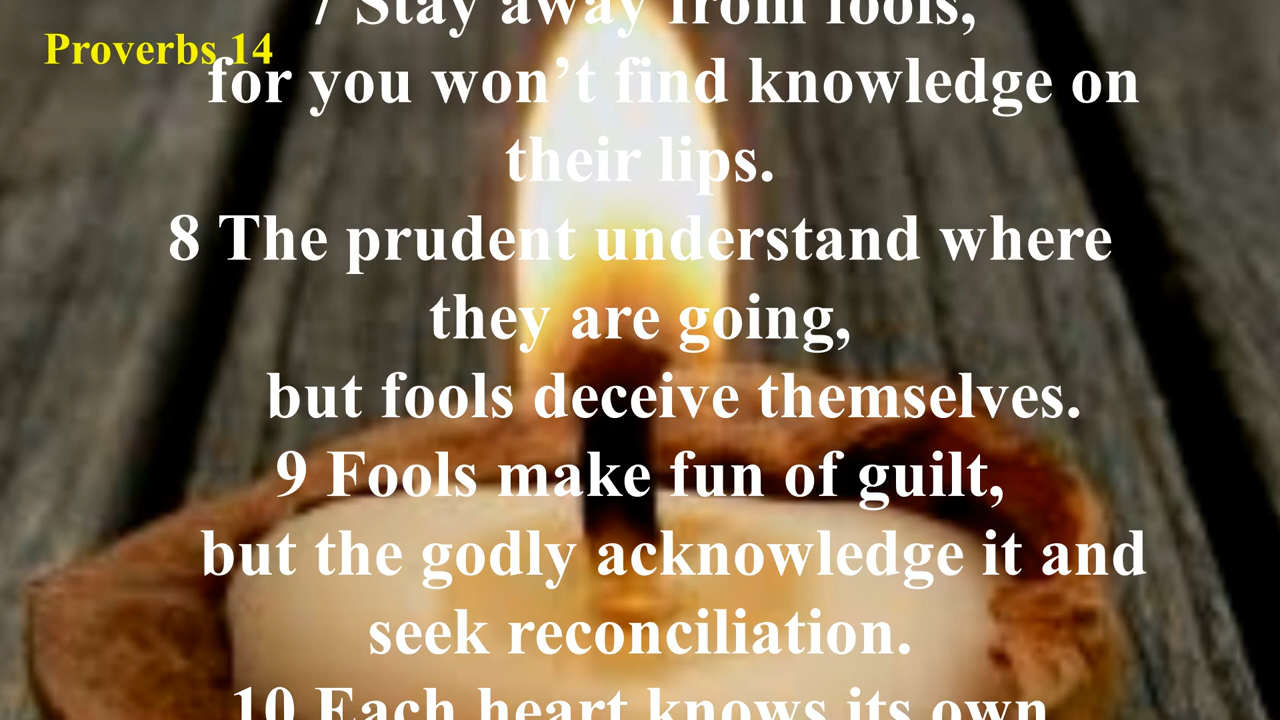 7 Stay away from fools,
Proverbs 14
for you won’t find knowledge on
their lips.
8 The prudent understand where
they are going,
but fools deceive themselves.
9 Fools make fun of guilt,
but the godly acknowledge it and
seek reconciliation.
10 Each heart knows its own